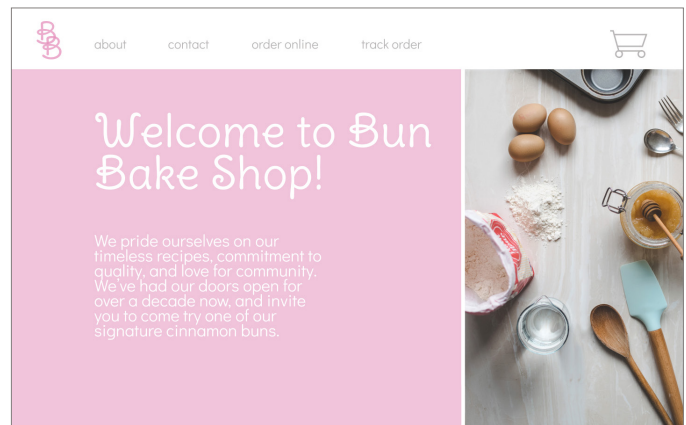 BB
about contact order online track order
Welcome to Bun
Bake Shop!
We pride ourselves on our
timeless recipes, commitment to
quality, and love for community.
We've had our doors open for
over a decade now, and invite
you to come try one of our
signature cinnamon buns.